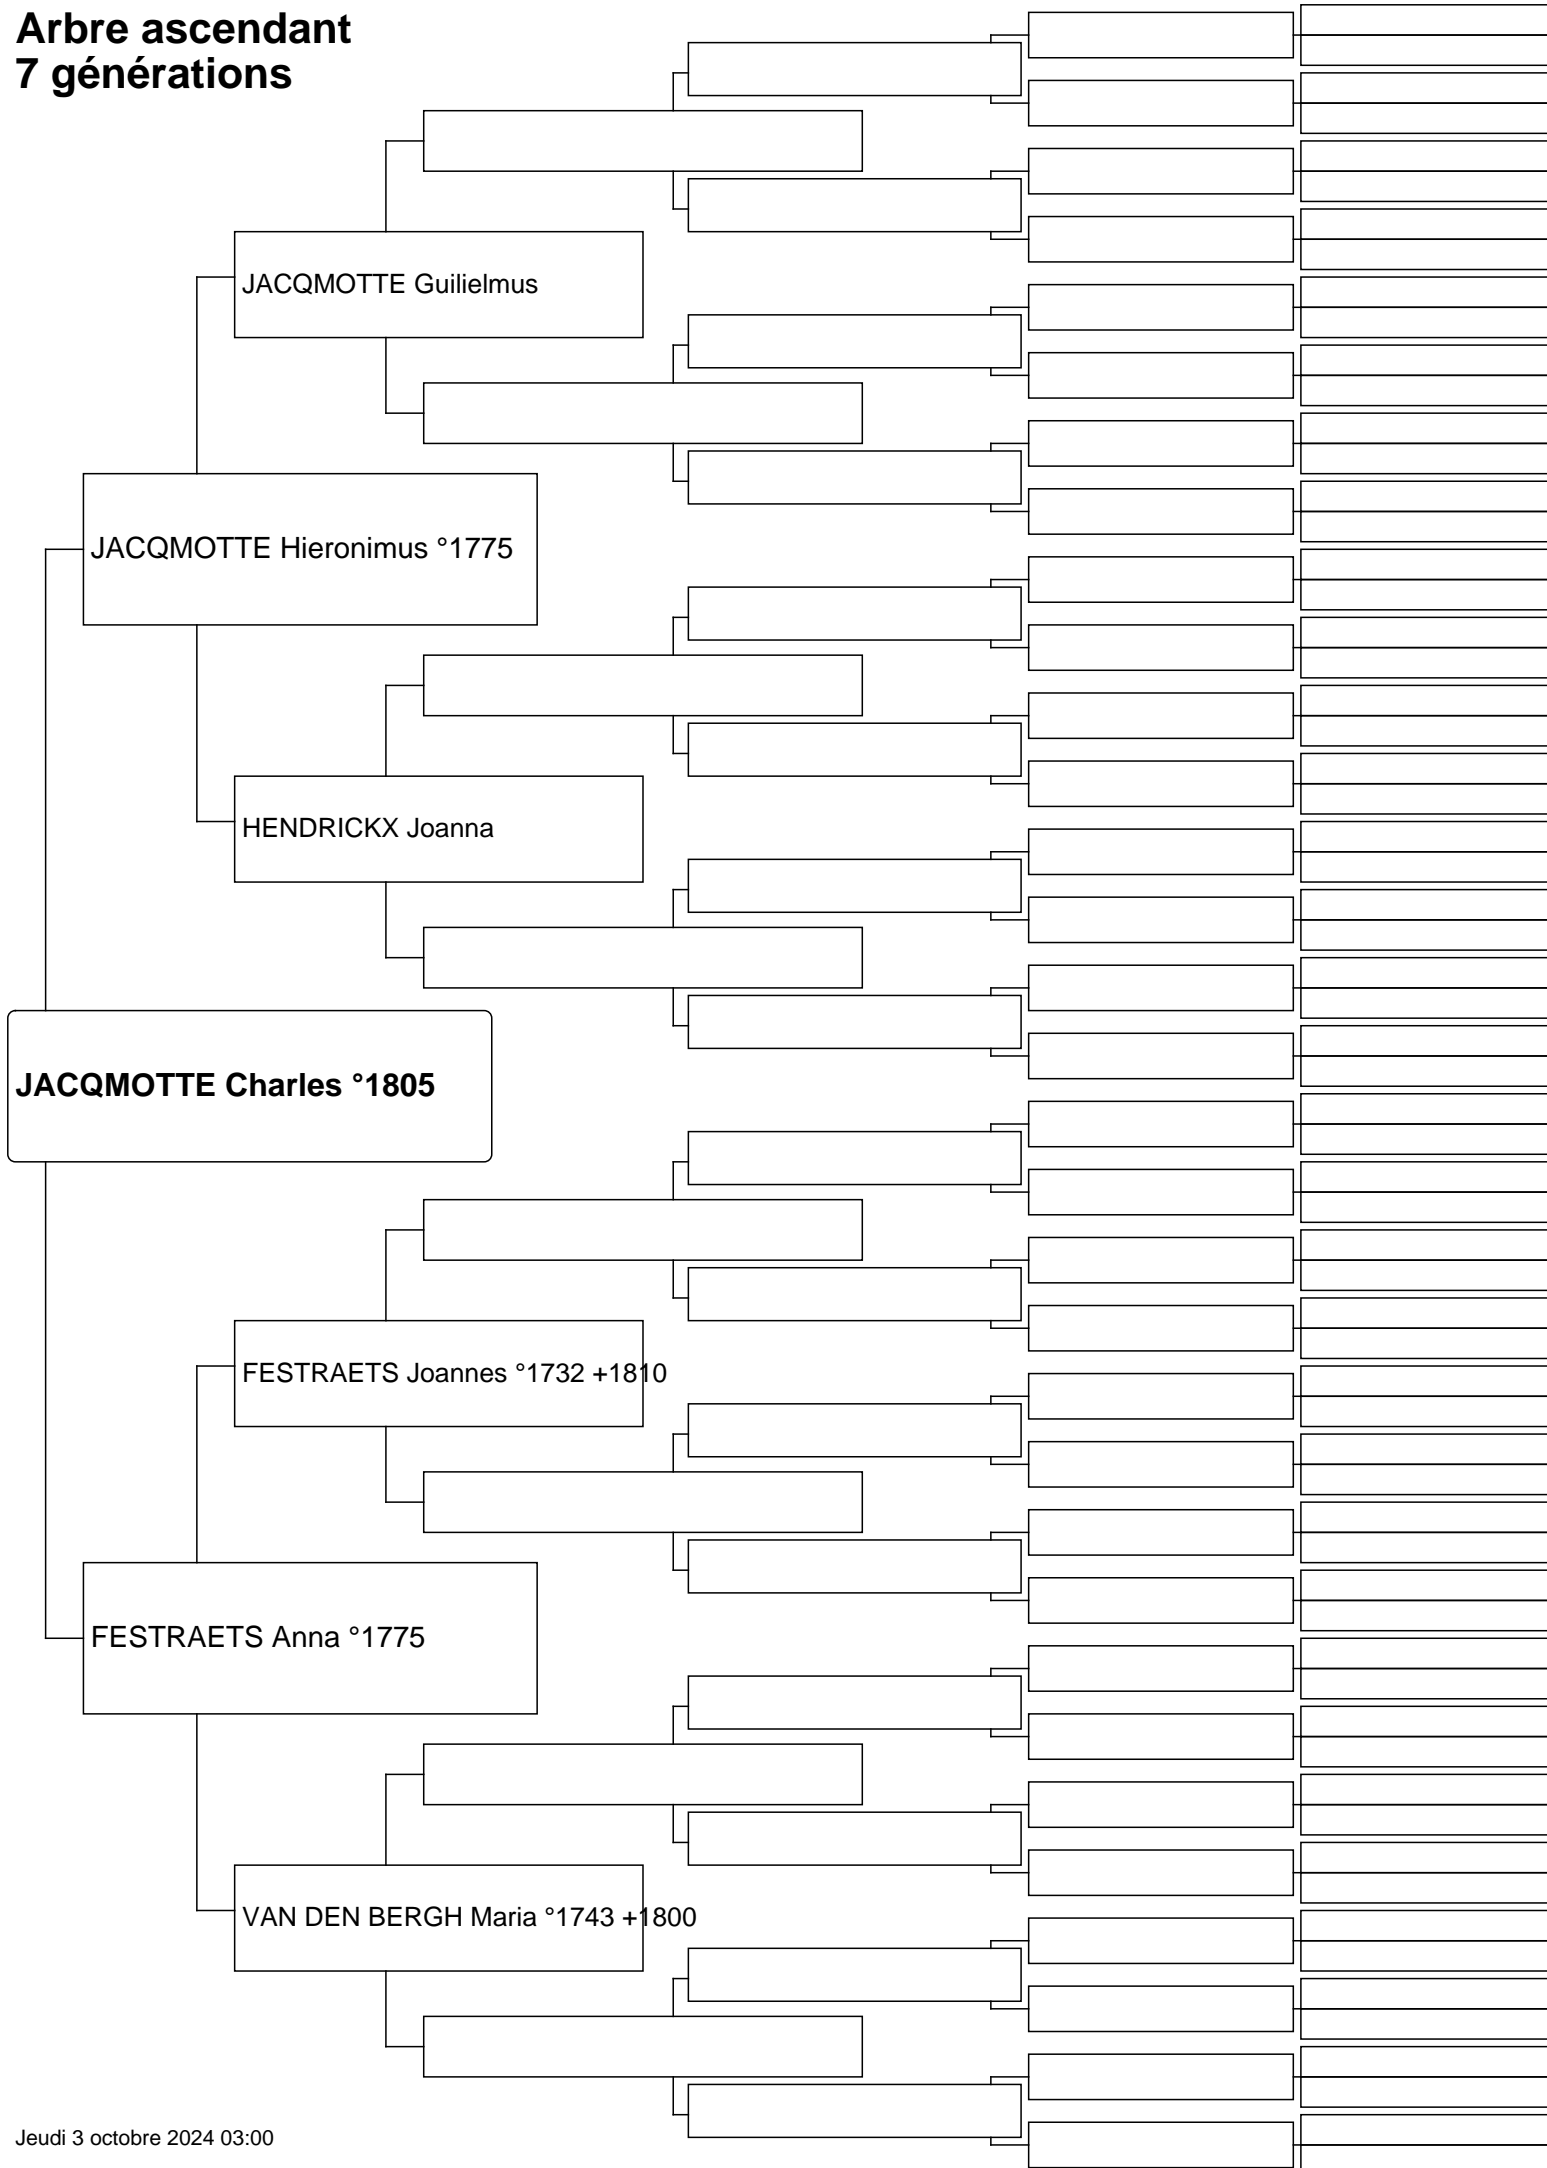 Arbre ascendant
7 générations
JACQMOTTE Guilielmus
JACQMOTTE Hieronimus °1775
HENDRICKX Joanna
JACQMOTTE Charles °1805
FESTRAETS Joannes °1732 +1810
FESTRAETS Anna °1775
VAN DEN BERGH Maria °1743 +1800
Jeudi 3 octobre 2024 03:00